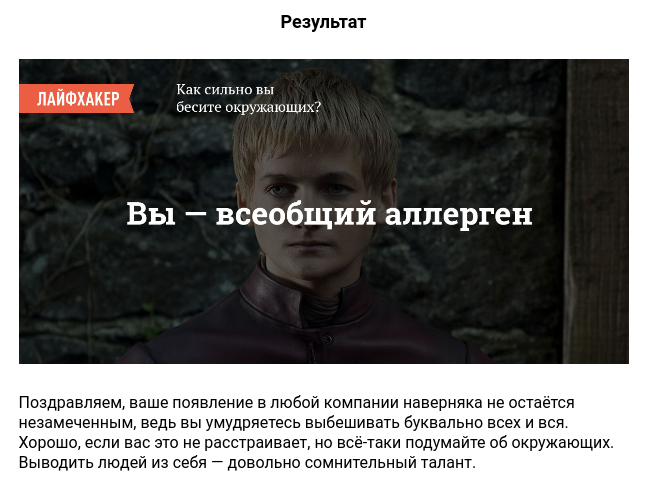 Результат
ЛАЙФХАКЕР
Как сильно вы
бесите окружающих?
Вы — всеобщий аллерген
Поздравляем, ваше появление в любой компании наверняка не остаётся
незамеченным, ведь вы умудряетесь выбешивать буквально всех и вся.
Хорошо, если вас это не расстраивает, но всё-таки подумайте об окружающих.
Выводить людей из себя — довольно сомнительный талант.